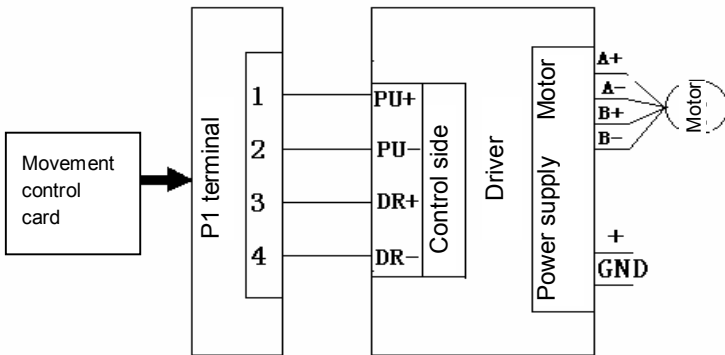 Movement
control
card
P1 terminal
1
2
3
4
PU+
PU-
DR+
DR-
Control side
Driver
Power supply Motor
A+
A-
B+
B-
Motor
+
GND